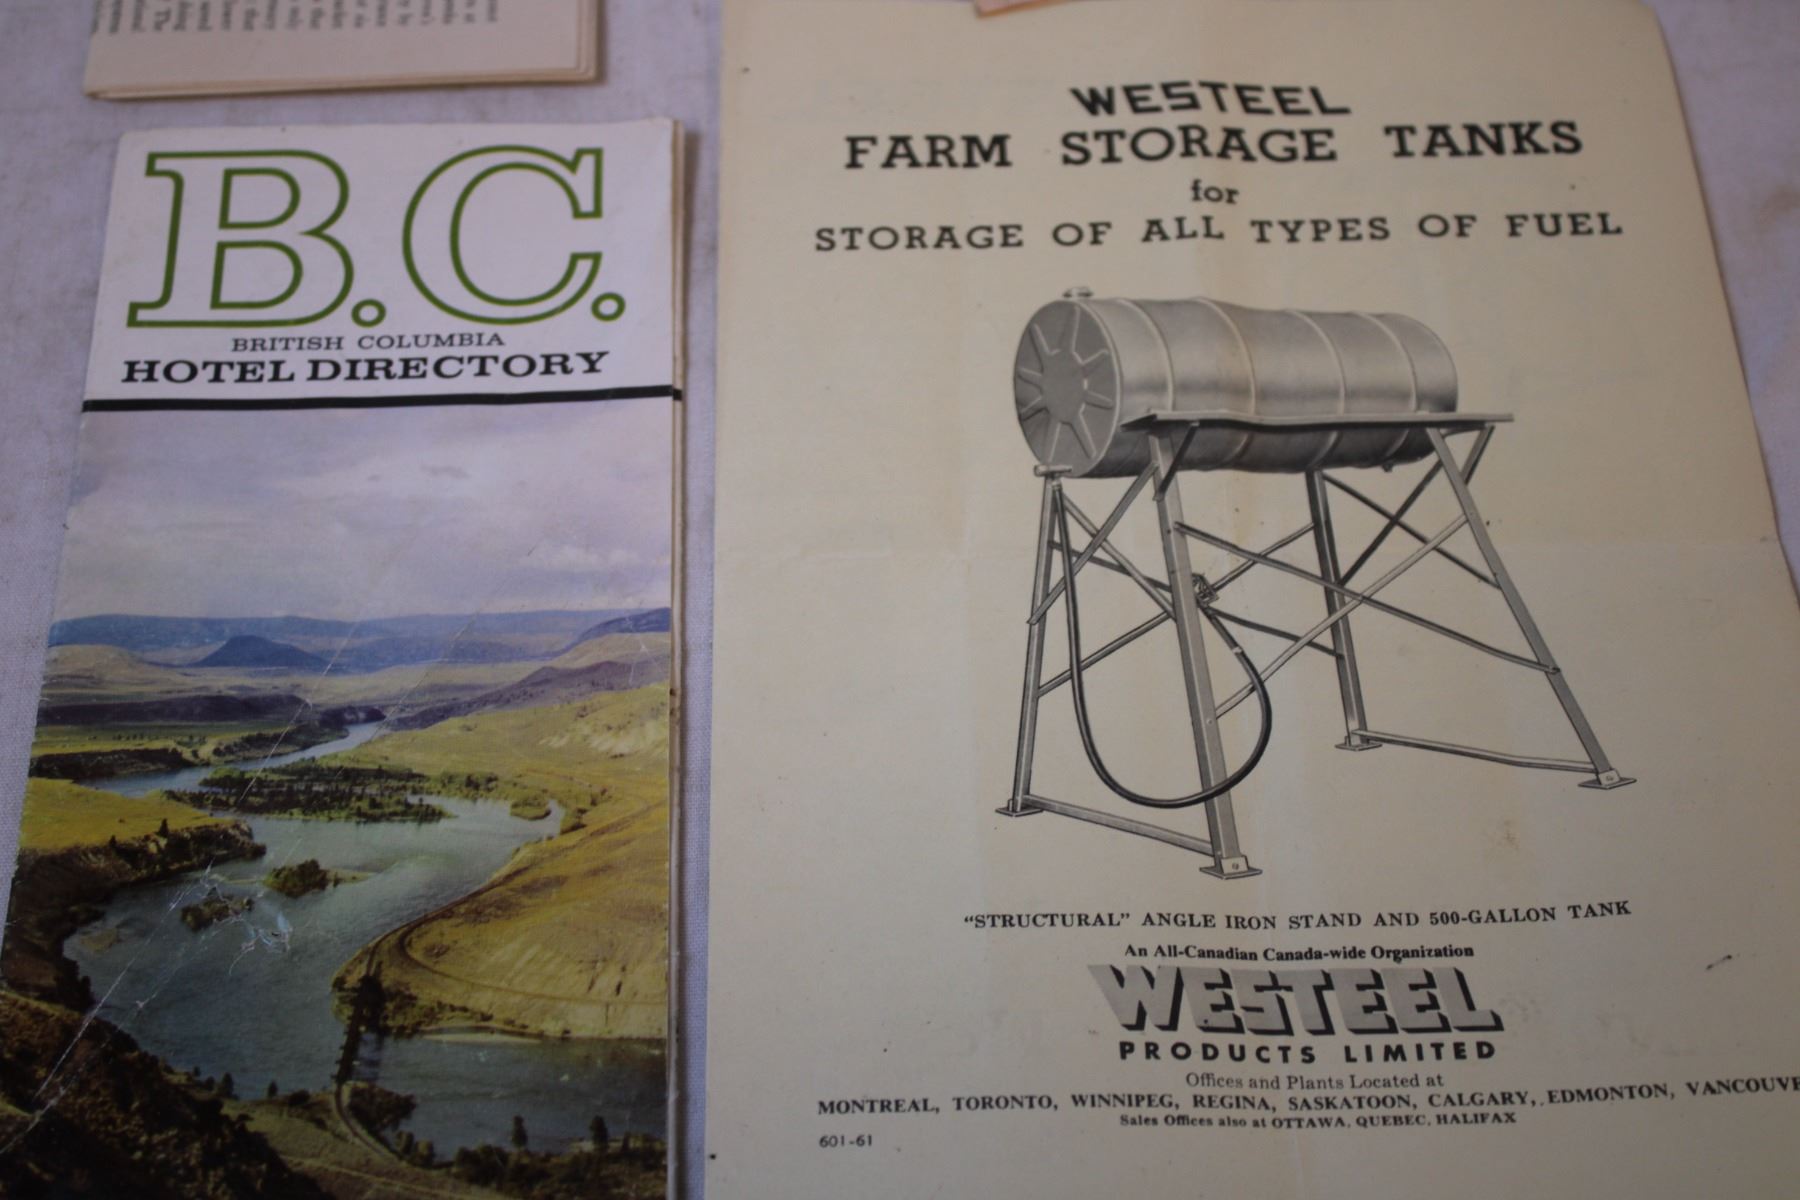 B.C.
BRITISH COLUMBIA
HOTEL DIRECTORY
WESTEEL
FARM STORAGE TANKS
for
STORAGE OF ALL TYPES OF FUEL
"STRUCTURAL" ANGLE IRON STAND AND 500-GALLON TANK
An All-Canadian Canada-wide Organization
WESTEEL
PRODUCTS LIMITED
Offices and Plants Located at
MONTREAL, TORONTO, WINNIPEG, REGINA, SASKATOON, CALGARY, EDMONTON, VANCOUVE
Sales Offices also at OTTAWA, QUEBEC, HALIFAX
601-61